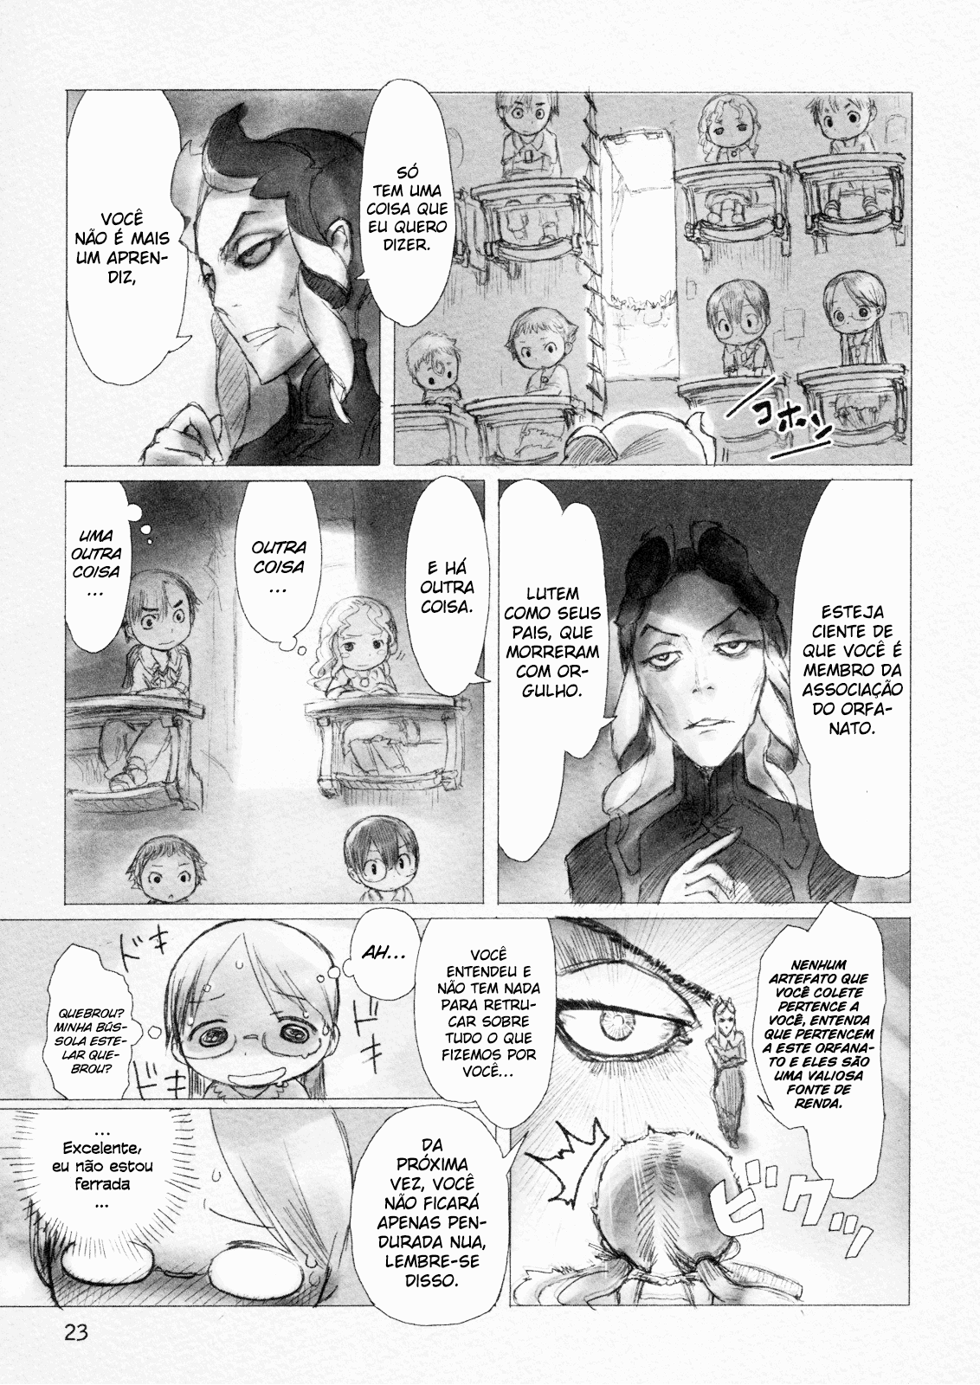 SÓ
TEM UMA
COISA QUE
EU QUERO
DIZER.
コホーン
VOCÊ
NÃO É MAIS
UM APREN-
DIZ,
ESTEJA
CIENTE DE
QUE VOCÊ É
MEMBRO DA
ASSOCIAÇÃO
DO ORFA-
NATO.
LUTEM
COMO SEUS
PAIS, QUE
MORRERAM
COM OR-
GULHO.
E HÁ
OUTRA
COISA.
OUTRA
COISA
...
UMA
OUTRA
COISA
...
NENHUM
ARTEFATO QUE
VOCÊ COLETE
PERTENCE A
VOCÊ, ENTENDA
QUE PERTENCEM
A ESTE ORFANA-
TO E ELES SÃO
UMA VALIOSA
FONTE DE
RENDA.
ビクッ
VOCÊ
ENTENDEU E
NÃO TEM NADA
PARA RETRU-
CAR SOBRE
TUDO O QUE
FIZEMOS POR
VOCÊ...
AH...
ドキ
ドキ
QUEBROU?
MINHA BÚS-
SOLA ESTE-
LAR QUE-
BROU?
DA
PRÓXIMA
VEZ, VOCÊ
NÃO FICARÁ
APENAS PEN-
DURADA NUA,
LEMBRE-SE
DISSO.
...
Excelente,
eu não estou
ferrada
...
23